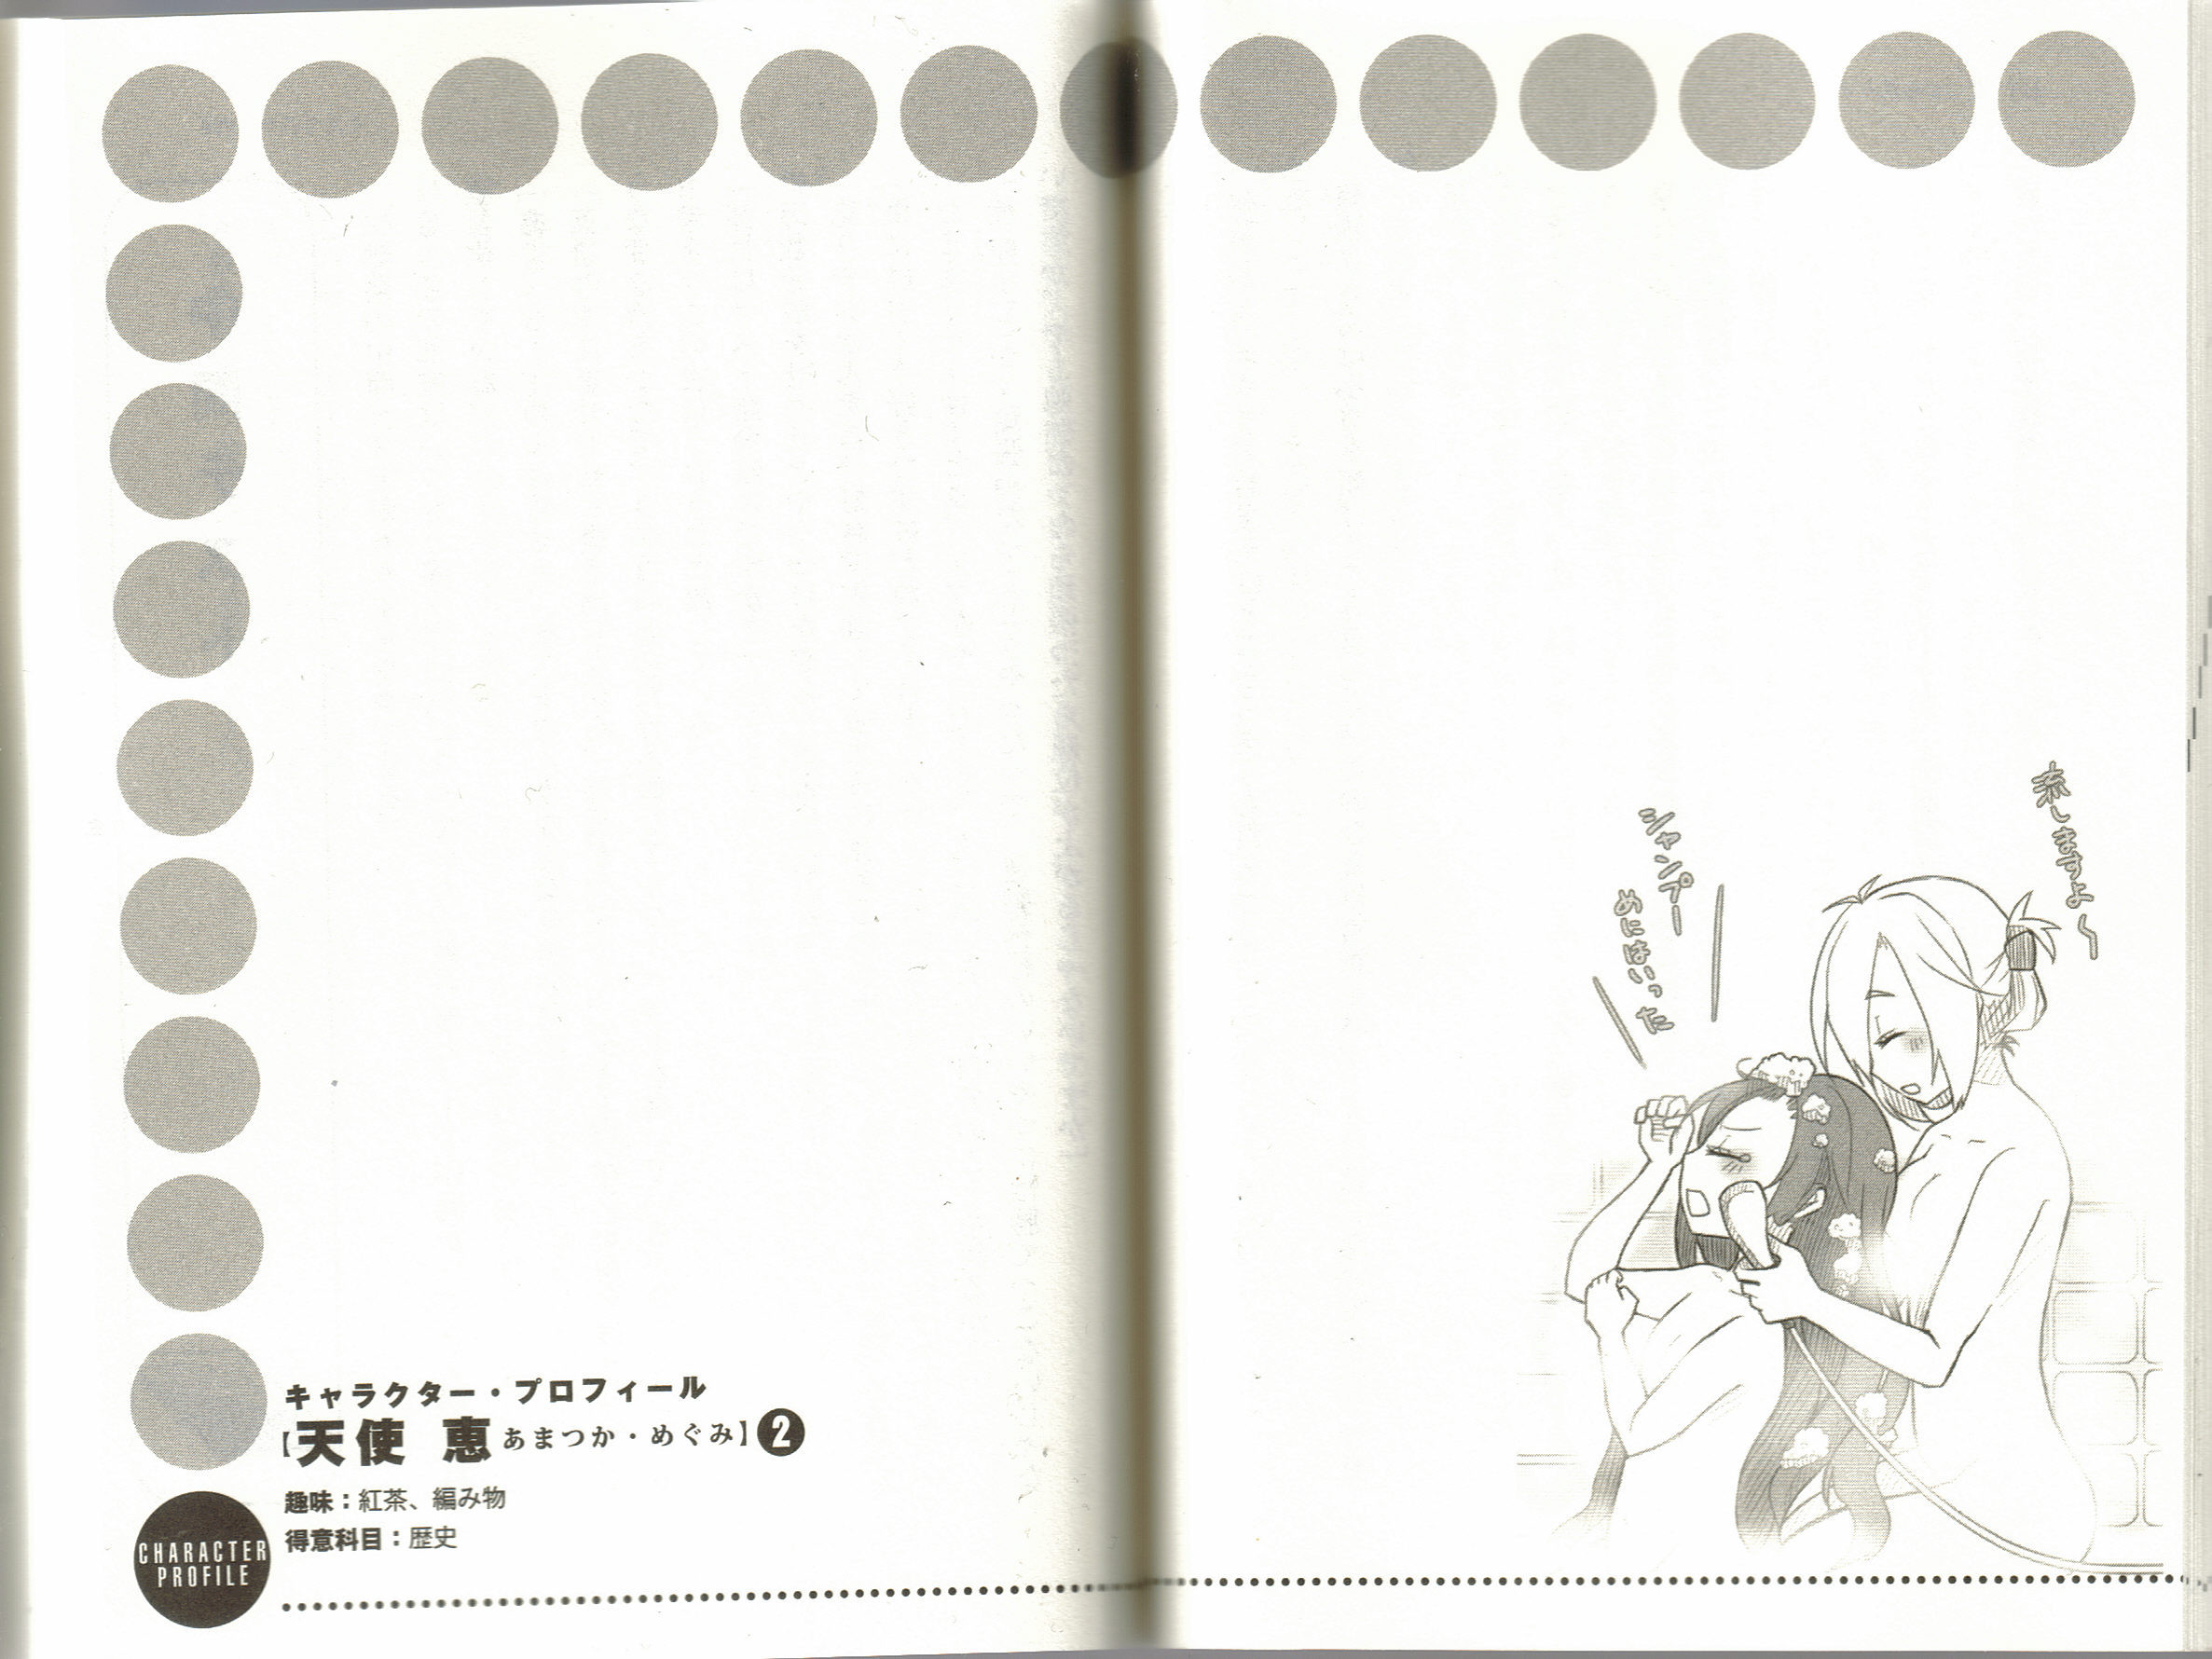 流しますよ〜
シャンプー
めにはいった
キャラクター・プロフィール
【天使 恵 あまつか・めぐみ】❷
趣味：紅茶、編み物
得意科目：歴史
CHARACTER
PROFILE